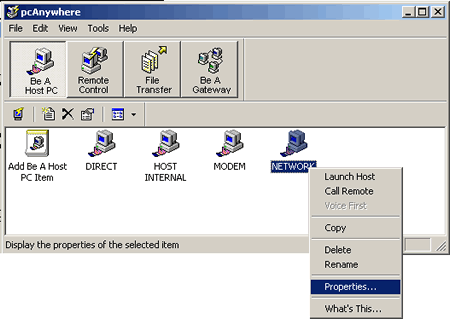 pcAnywhere
File Edit View Tools Help
Be A Host PC
Remote Control
File Transfer
Be A Gateway
Add Be A Host PC Item
DIRECT
HOST INTERNAL
MODEM
NETWORK
Launch Host
Call Remote
Voice First
Copy
Delete
Rename
Properties...
What's This...
Display the properties of the selected item